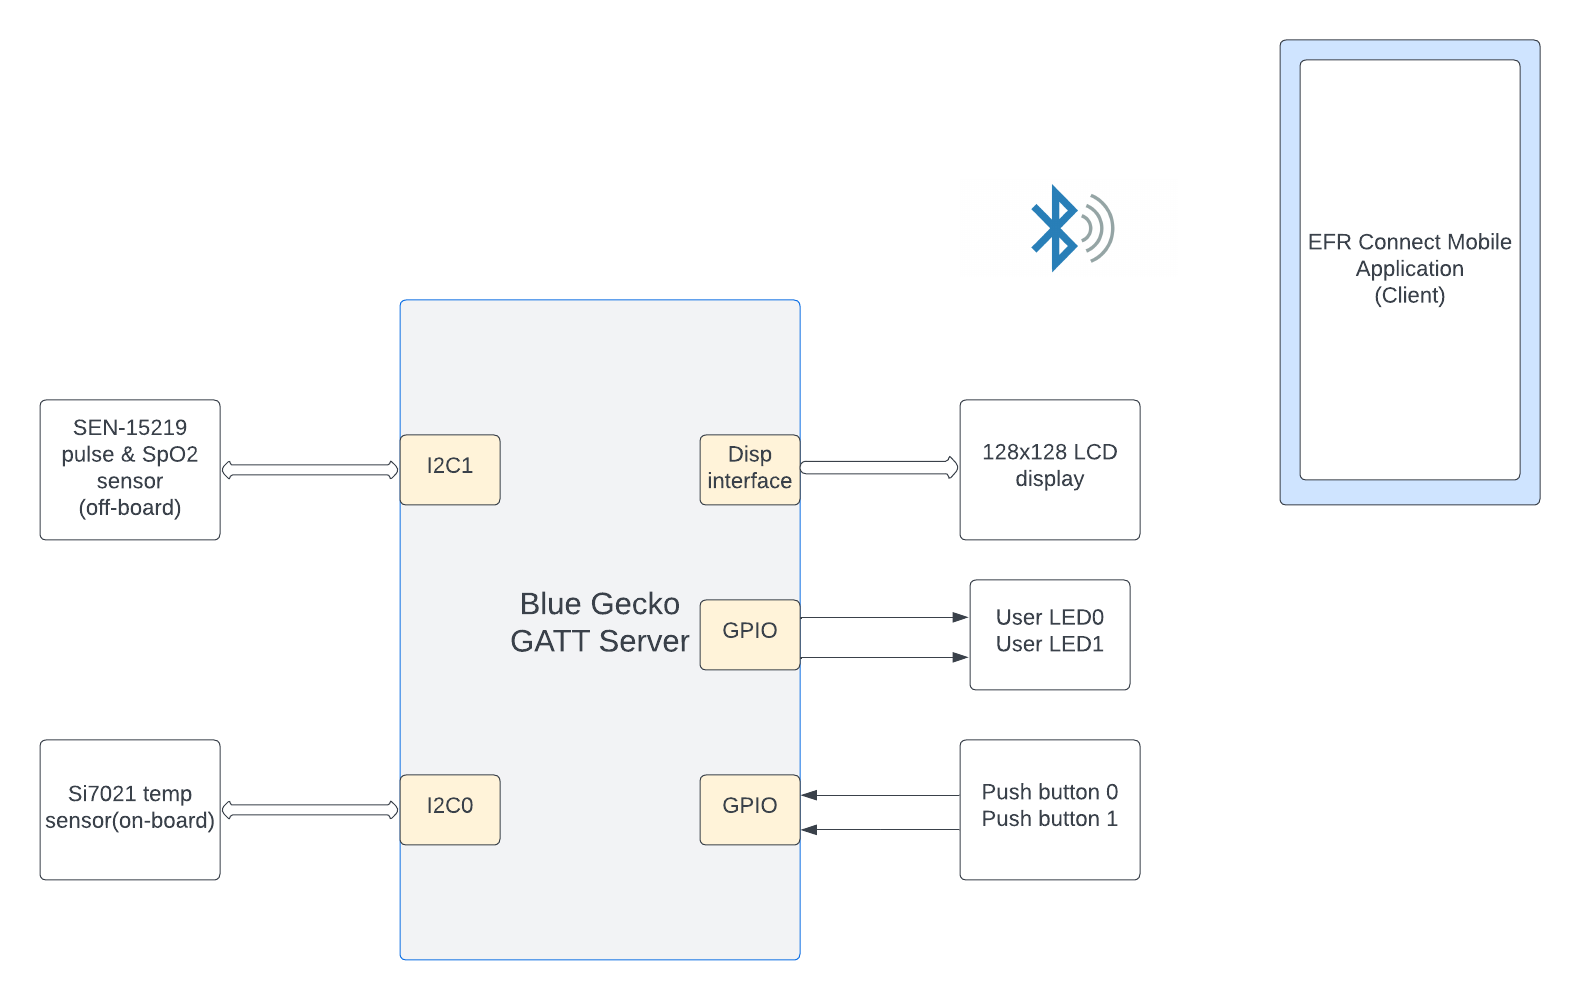 EFR Connect Mobile
Application
(Client)
SEN-15219
pulse & SpO2
sensor
(off-board)
I2C1
Disp
interface
128x128 LCD
display
Blue Gecko
GATT Server
GPIO
User LED0
User LED1
Si7021 temp
sensor(on-board)
I2C0
GPIO
Push button 0
Push button 1